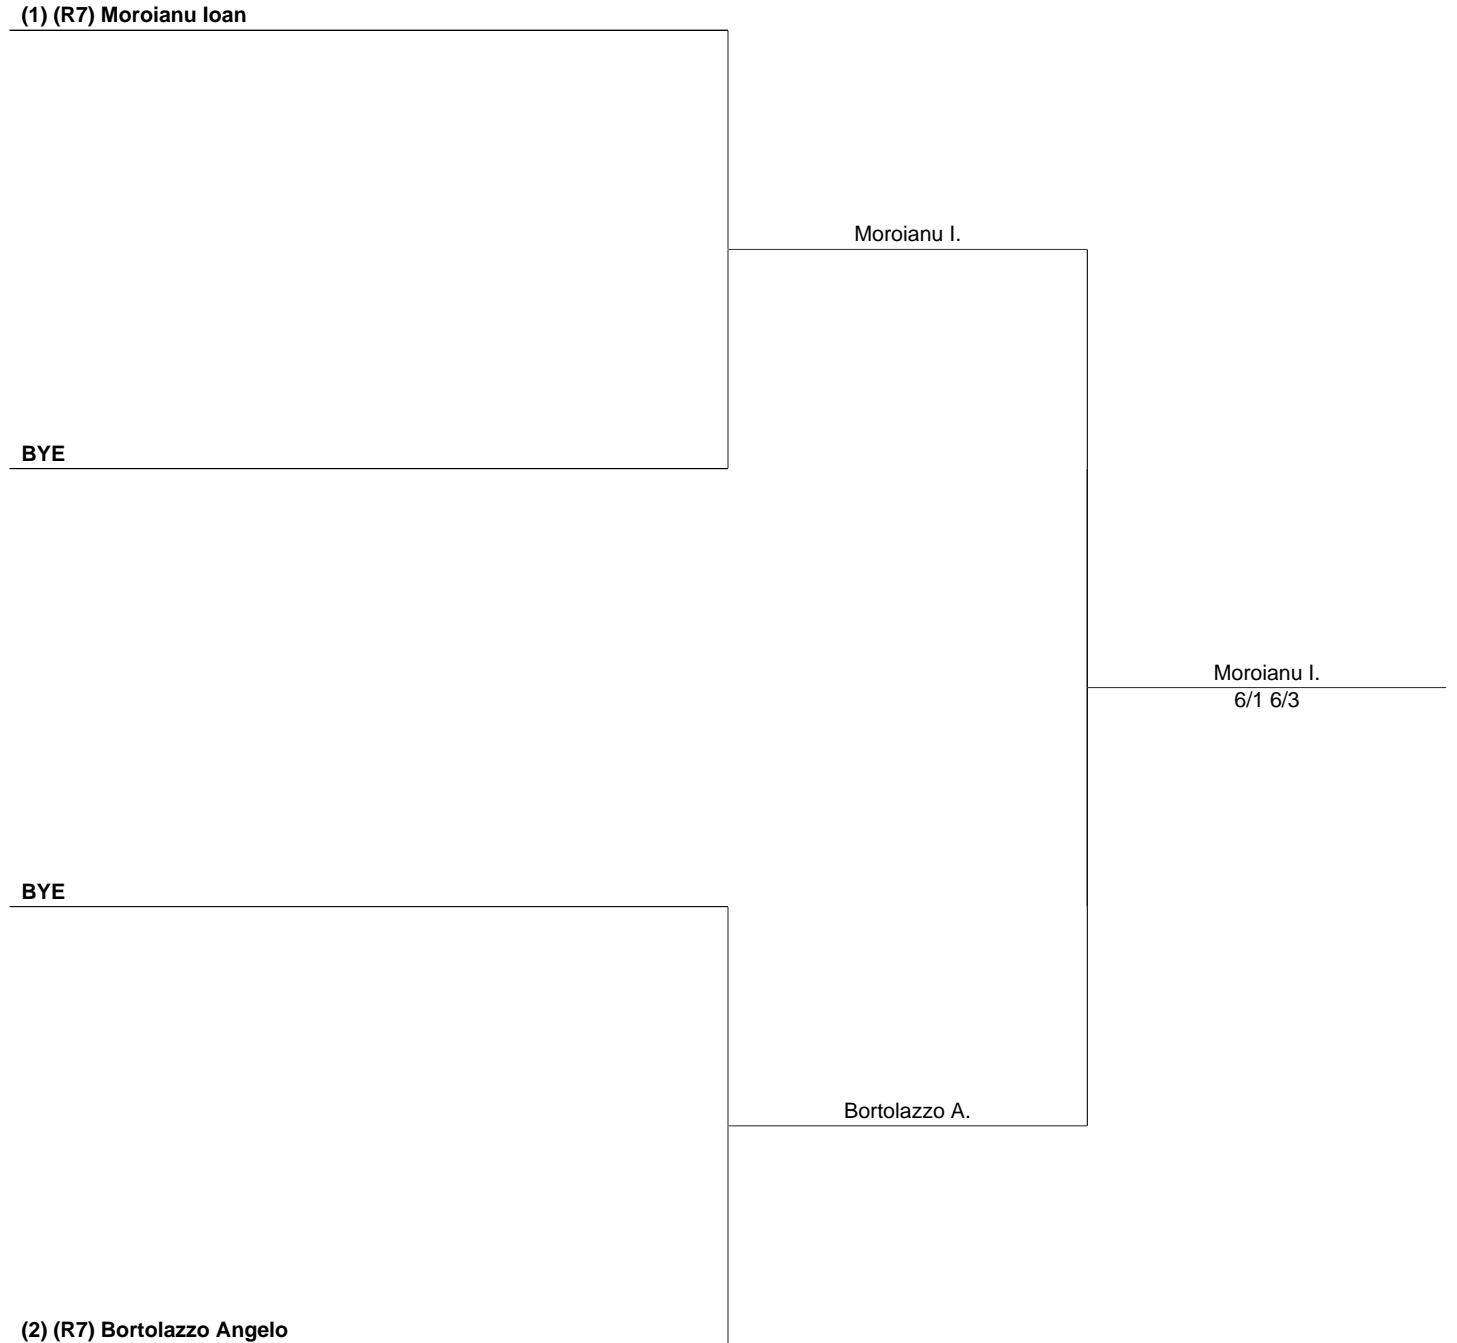 (1) (R7) Moroianu Ioan
Moroianu I.
BYE
Moroianu I.
6/1 6/3
BYE
Bortolazzo A.
(2) (R7) Bortolazzo Angelo